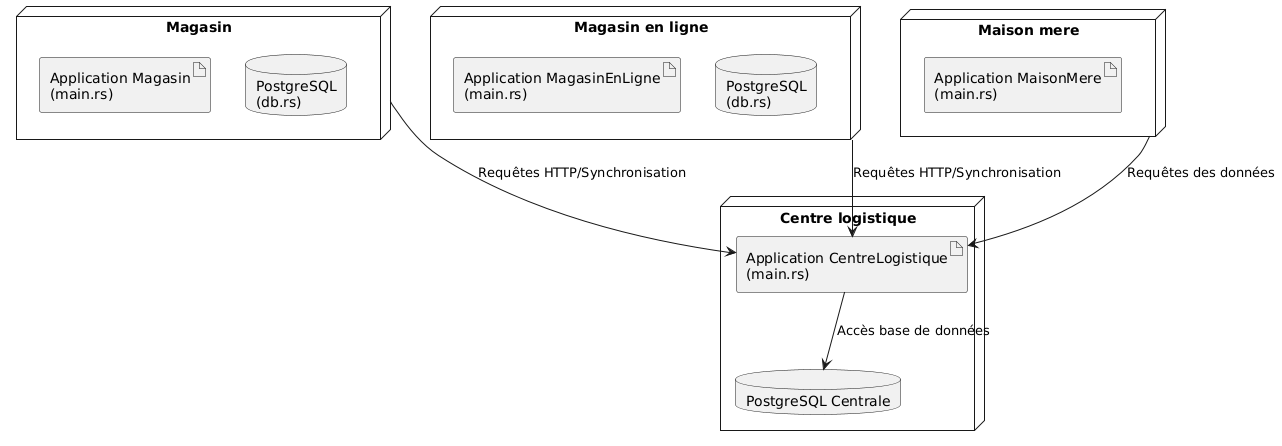 Magasin
Application Magasin
(main.rs)
PostgreSQL
(db.rs)
Magasin en ligne
Application MagasinEnLigne
(main.rs)
PostgreSQL
(db.rs)
Maison mere
Application MaisonMere
(main.rs)
Requêtes HTTP/Synchronisation
Requêtes HTTP/Synchronisation
Requêtes des données
Centre logistique
Application CentreLogistique
(main.rs)
Accès base de données
PostgreSQL Centrale